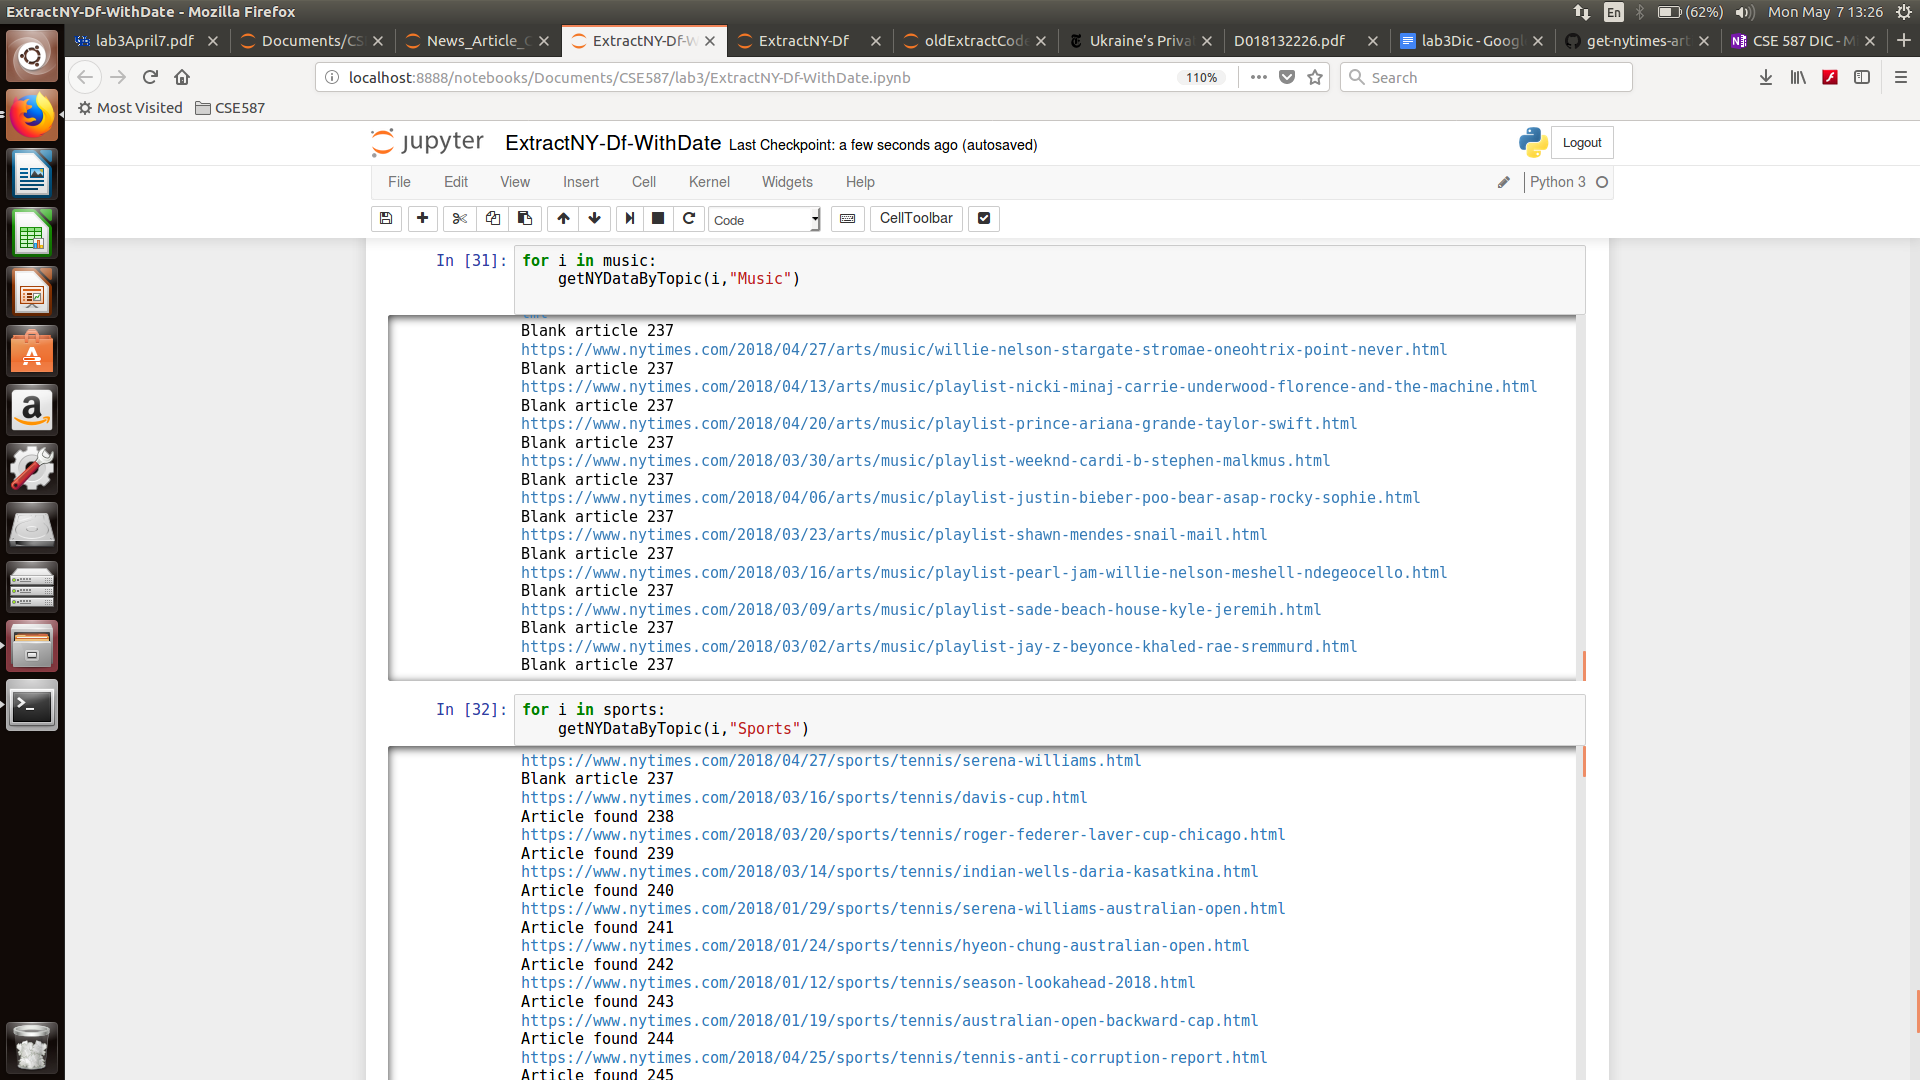 ExtractNY-Df-WithDate - Mozilla Firefox
En (62%) Mon May 7 13:26
lab3April7.pdf Documents/CS News_Article_C ExtractNY-Df-W ExtractNY-Df oldExtractCode Ukraine's Priva D018132226.pdf lab3Dic - Googl get-nytimes-art CSE 587 DIC - M
localhost:8888/notebooks/Documents/CSE587/lab3/ExtractNY-Df-WithDate.ipynb 110% Search
Most Visited CSE587
jupyter ExtractNY-Df-WithDate Last Checkpoint: a few seconds ago (autosaved) Logout
File Edit View Insert Cell Kernel Widgets Help Python 3
Code CellToolbar
In [31]: for i in music:
getNYDataByTopic(i,"Music")
Blank article 237
https://www.nytimes.com/2018/04/27/arts/music/willie-nelson-stargate-stromae-oneohtrix-point-never.html
Blank article 237
https://www.nytimes.com/2018/04/13/arts/music/playlist-nicki-minaj-carrie-underwood-florence-and-the-machine.html
Blank article 237
https://www.nytimes.com/2018/04/20/arts/music/playlist-prince-ariana-grande-taylor-swift.html
Blank article 237
https://www.nytimes.com/2018/03/30/arts/music/playlist-weeknd-cardi-b-stephen-malkmus.html
Blank article 237
https://www.nytimes.com/2018/04/06/arts/music/playlist-justin-bieber-poo-bear-asap-rocky-sophie.html
Blank article 237
https://www.nytimes.com/2018/03/23/arts/music/playlist-shawn-mendes-snail-mail.html
Blank article 237
https://www.nytimes.com/2018/03/16/arts/music/playlist-pearl-jam-willie-nelson-meshell-ndegeocello.html
Blank article 237
https://www.nytimes.com/2018/03/09/arts/music/playlist-sade-beach-house-kyle-jeremih.html
Blank article 237
https://www.nytimes.com/2018/03/02/arts/music/playlist-jay-z-beyonce-khaled-rae-sremmurd.html
Blank article 237
In [32]: for i in sports:
getNYDataByTopic(i,"Sports")
https://www.nytimes.com/2018/04/27/sports/tennis/serena-williams.html
Blank article 237
https://www.nytimes.com/2018/03/16/sports/tennis/davis-cup.html
Article found 238
https://www.nytimes.com/2018/03/20/sports/tennis/roger-federer-laver-cup-chicago.html
Article found 239
https://www.nytimes.com/2018/03/14/sports/tennis/indian-wells-daria-kasatkina.html
Article found 240
https://www.nytimes.com/2018/01/29/sports/tennis/serena-williams-australian-open.html
Article found 241
https://www.nytimes.com/2018/01/24/sports/tennis/hyeon-chung-australian-open.html
Article found 242
https://www.nytimes.com/2018/01/12/sports/tennis/season-lookahead-2018.html
Article found 243
https://www.nytimes.com/2018/01/19/sports/tennis/australian-open-backward-cap.html
Article found 244
https://www.nytimes.com/2018/04/25/sports/tennis/tennis-anti-corruption-report.html
Article found 245